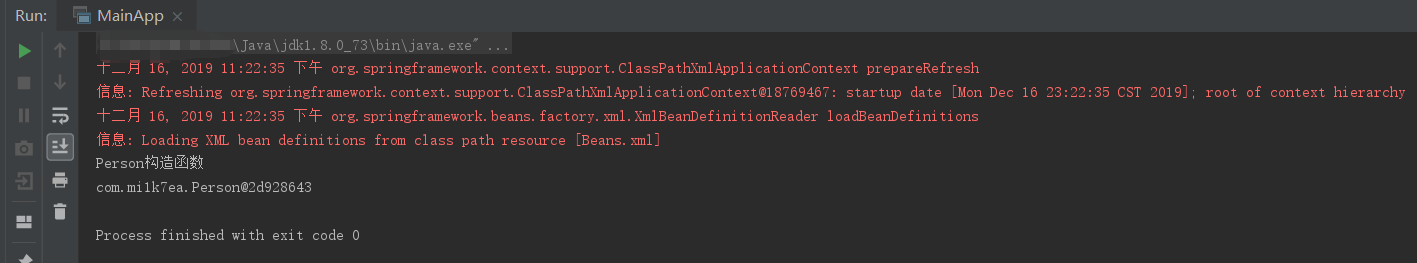 Run: MainApp
\Java\jdk1.8.0_73\bin\java.exe" ...
十二月 16, 2019 11:22:35 下午 org.springframework.context.support.ClassPathXmlApplicationContext prepareRefresh
信息: Refreshing org.springframework.context.support.ClassPathXmlApplicationContext@18769467: startup date [Mon Dec 16 23:22:35 CST 2019]; root of context hierarchy
十二月 16, 2019 11:22:35 下午 org.springframework.beans.factory.xml.XmlBeanDefinitionReader loadBeanDefinitions
信息: Loading XML bean definitions from class path resource [Beans.xml]
Person构造函数
com.mi1k7ea.Person@2d928643
Process finished with exit code 0